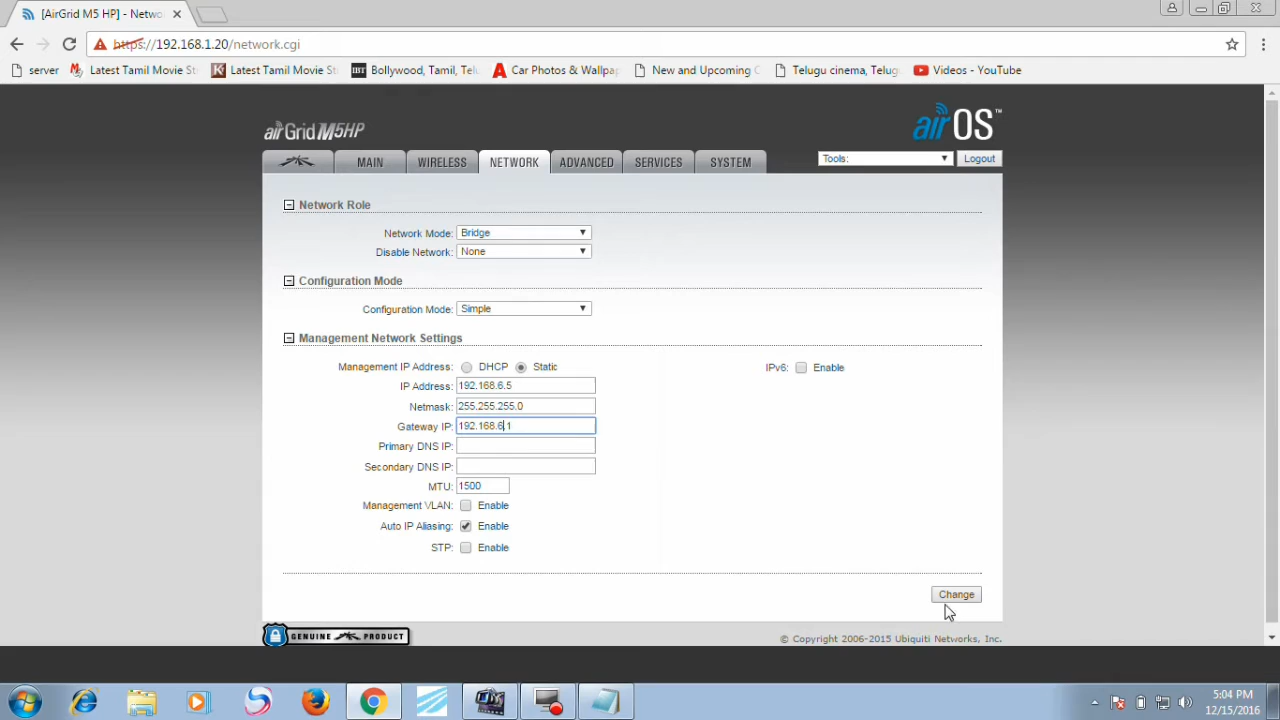 [AirGrid M5 HP] - Netwo
https://192.168.1.20/network.cgi
server Latest Tamil Movie St Latest Tamil Movie St Bollywood, Tamil, Tel Car Photos & Wallpap New and Upcoming C Telugu cinema, Telug Videos - YouTube
airGrid M5HP
airOS™
MAIN WIRELESS NETWORK ADVANCED SERVICES SYSTEM Tools: Logout
Network Role
Network Mode: Bridge
Disable Network: None
Configuration Mode
Configuration Mode: Simple
Management Network Settings
Management IP Address: DHCP Static IPv6: Enable
IP Address: 192.168.6.5
Netmask: 255.255.255.0
Gateway IP: 192.168.6.1
Primary DNS IP:
Secondary DNS IP:
MTU: 1500
Management VLAN: Enable
Auto IP Aliasing: Enable
STP: Enable
Change
GENUINE PRODUCT
© Copyright 2006-2015 Ubiquiti Networks, Inc.
5:04 PM
12/15/2016